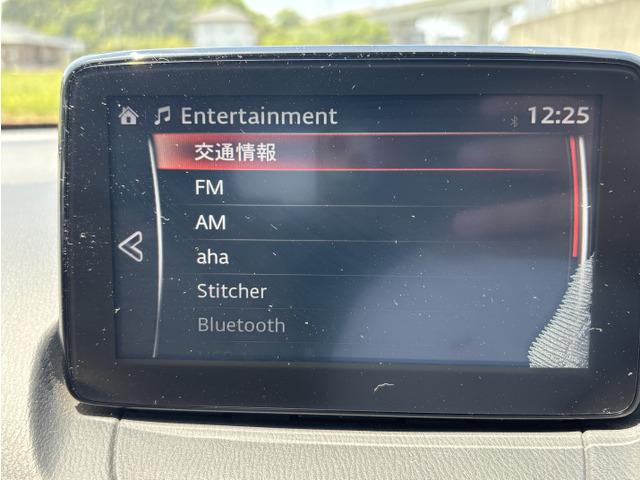 Entertainment 12:25
交通情報
FM
AM
aha
Stitcher
Bluetooth